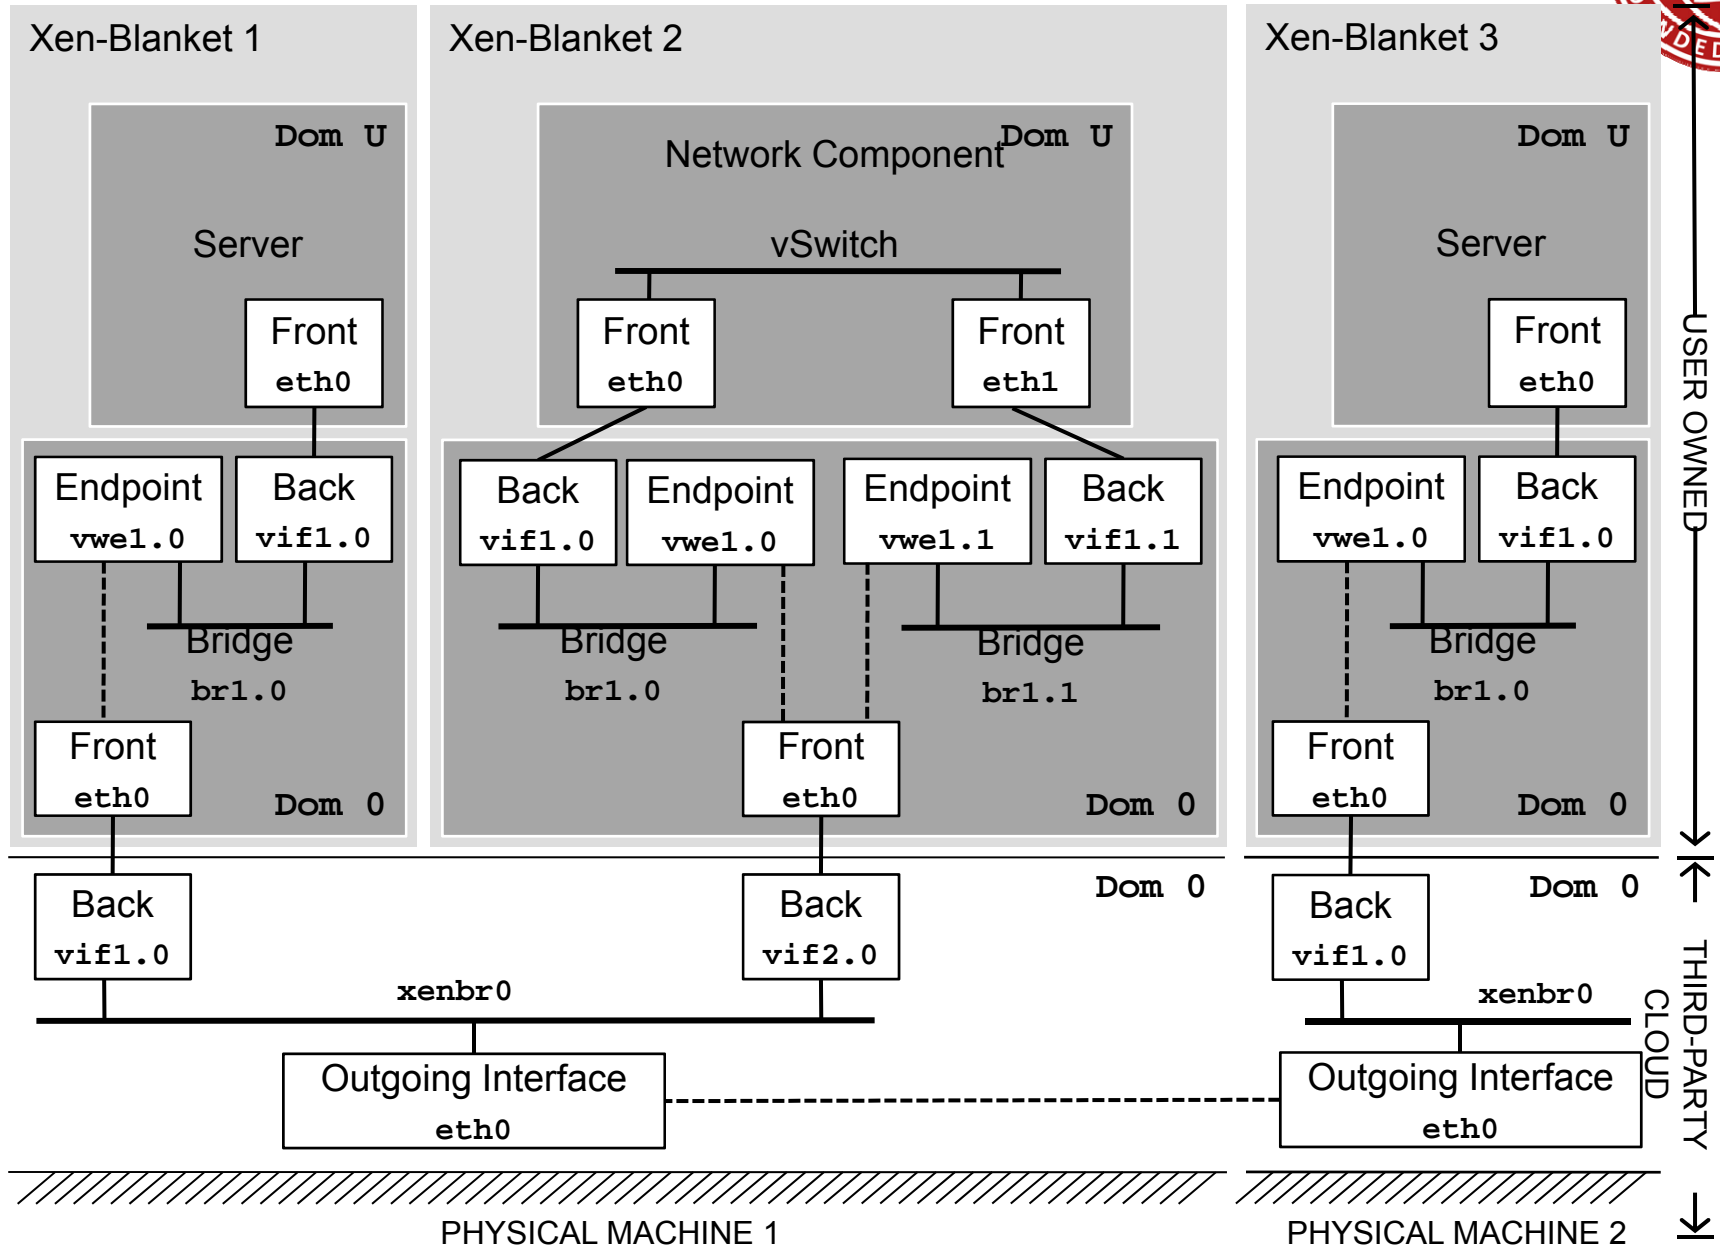 Xen-Blanket 1
Xen-Blanket 2
Xen-Blanket 3
Dom U
Server
Front
eth0
Network Component
Dom U
vSwitch
Front
eth0
Front
eth1
Dom U
Server
Front
eth0
Endpoint
vwe1.0
Back
vif1.0
Bridge
br1.0
Front
eth0
Dom 0
Back
vif1.0
Endpoint
vwe1.0
Endpoint
vwe1.1
Back
vif1.1
Bridge
br1.0
Bridge
br1.1
Front
eth0
Dom 0
Endpoint
vwe1.0
Back
vif1.0
Bridge
br1.0
Front
eth0
Dom 0
USER OWNED
Back
vif1.0
Back
vif2.0
Dom 0
xenbr0
Outgoing Interface
eth0
Back
vif1.0
Dom 0
xenbr0
Outgoing Interface
eth0
THIRD-PARTY
CLOUD
PHYSICAL MACHINE 1
PHYSICAL MACHINE 2